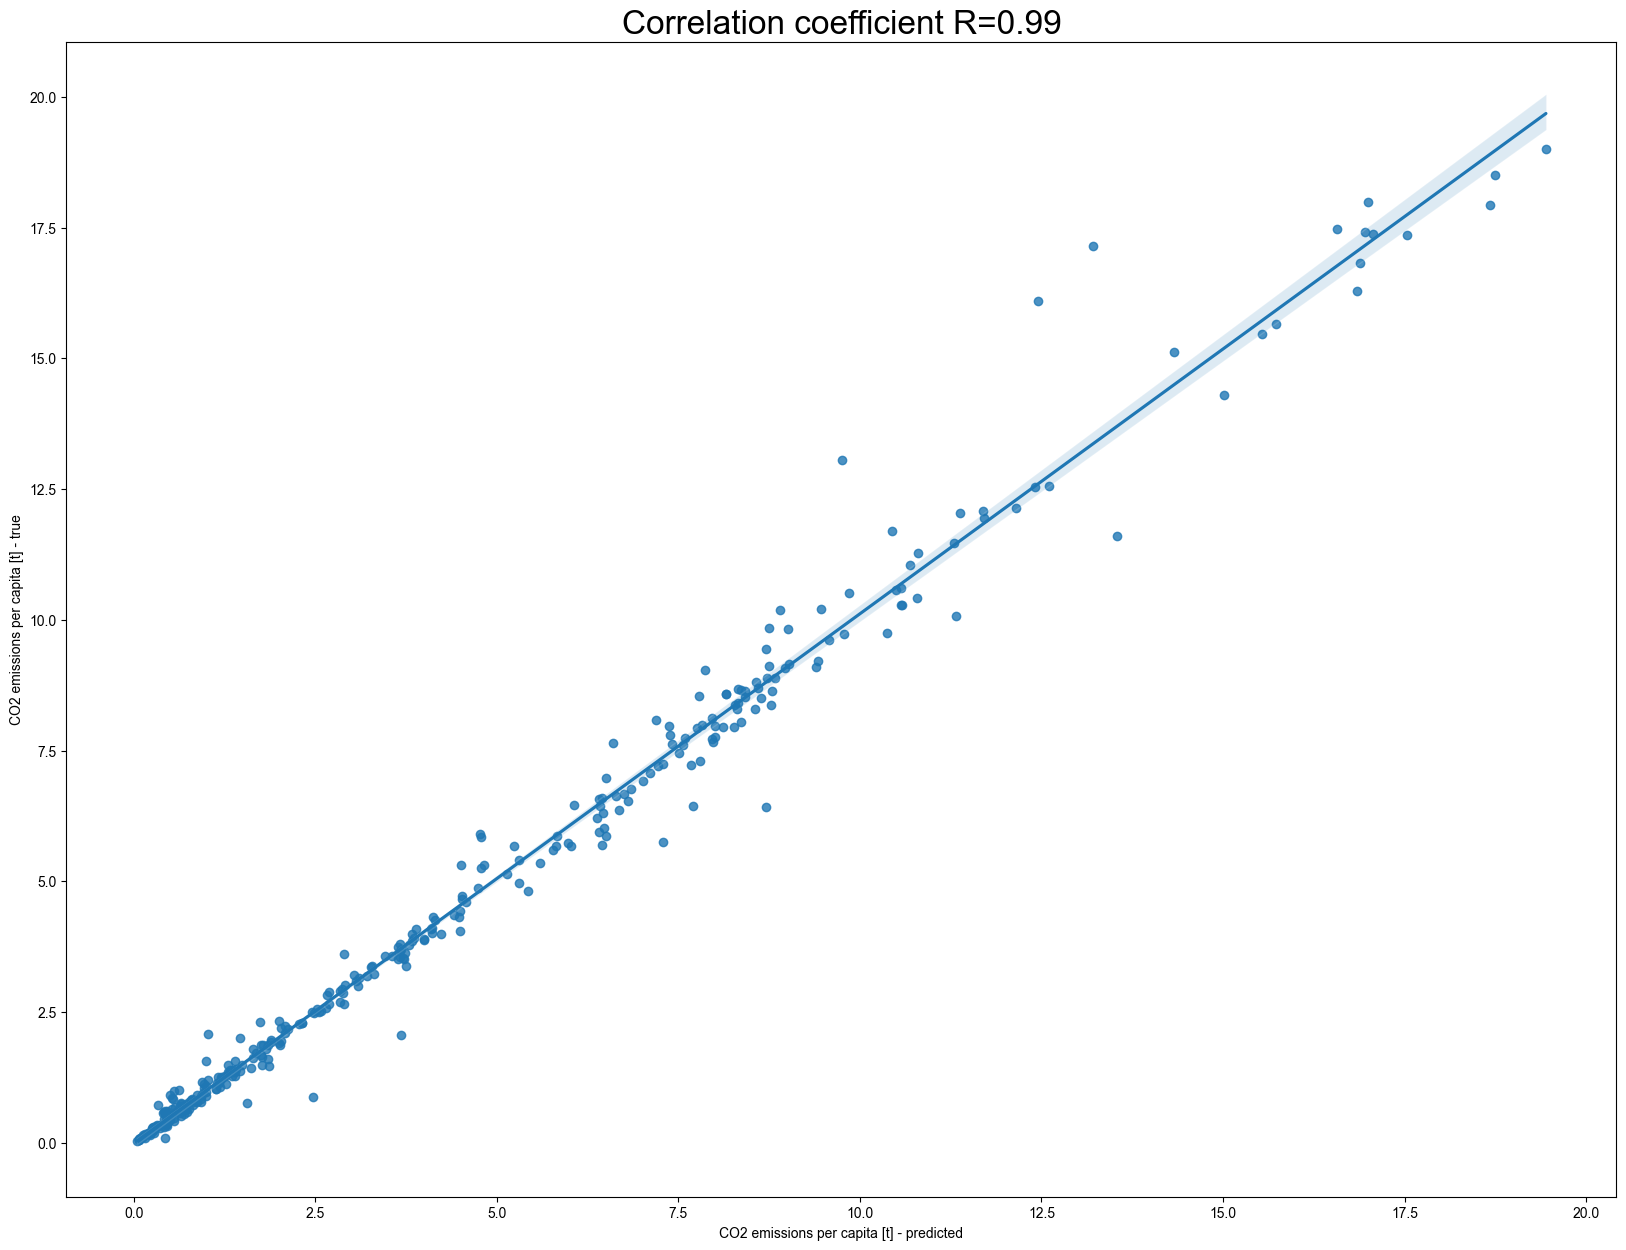 Correlation coefficient R=0.99
20.0
17.5
15.0
12.5
10.0
7.5
5.0
2.5
0.0
CO2 emissions per capita [t] - true
0.0 2.5 5.0 7.5 10.0 12.5 15.0 17.5 20.0
CO2 emissions per capita [t] - predicted